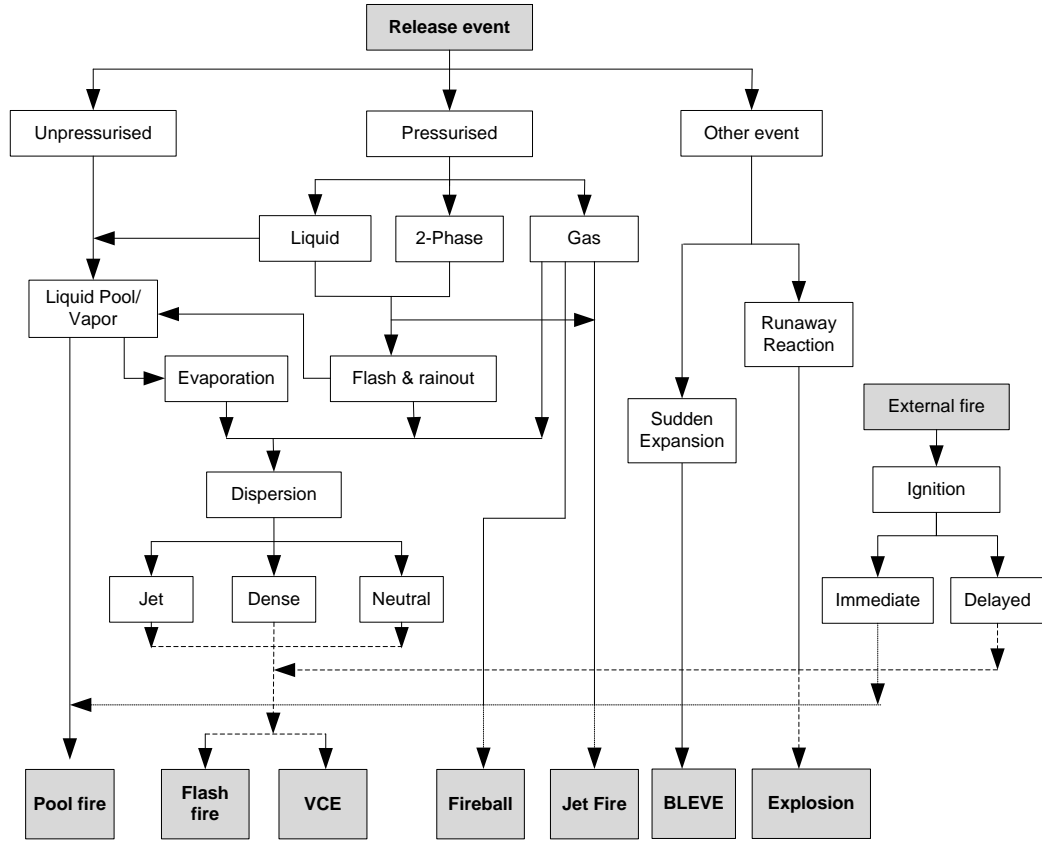 Release event
Unpressurised
Pressurised
Other event
Liquid
2-Phase
Gas
Liquid Pool/
Vapor
Runaway
Reaction
Evaporation
Flash & rainout
External fire
Sudden
Expansion
Dispersion
Ignition
Jet
Dense
Neutral
Immediate
Delayed
Pool fire
Flash
fire
VCE
Fireball
Jet Fire
BLEVE
Explosion